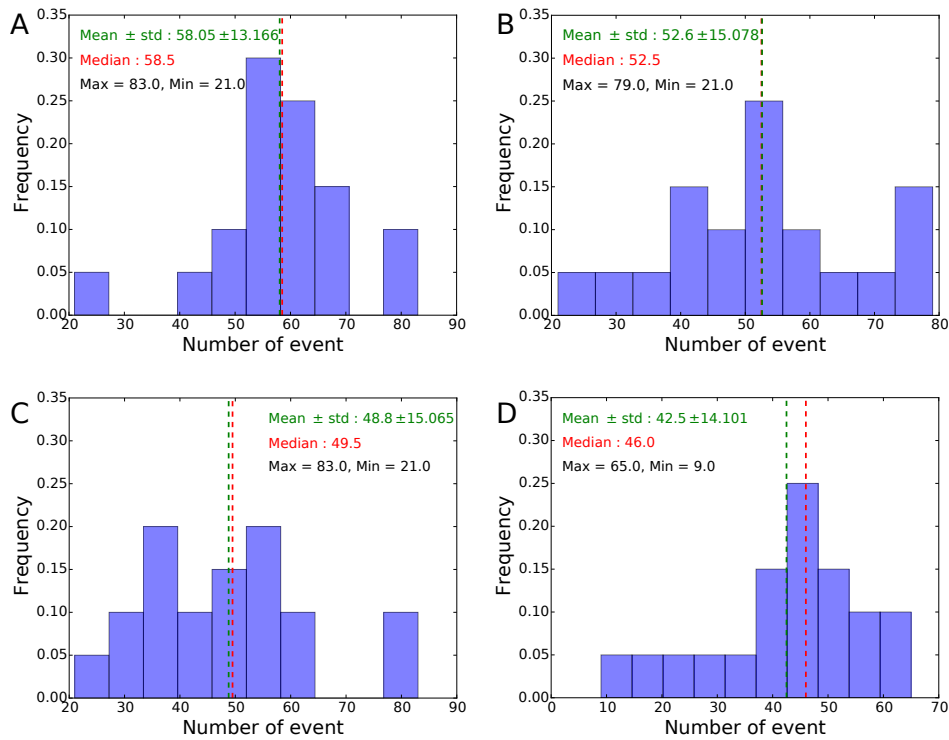 A
Mean ± std : 58.05±13.166
Median : 58.5
Max = 83.0, Min = 21.0
0.35
0.30
0.25
0.20
0.15
0.10
0.05
0.00
Frequency
20 30 40 50 60 70 80 90
Number of event
B
Mean ± std : 52.6±15.078
Median : 52.5
Max = 79.0, Min = 21.0
0.35
0.30
0.25
0.20
0.15
0.10
0.05
0.00
Frequency
20 30 40 50 60 70 80
Number of event
C
Mean ± std : 48.8±15.065
Median : 49.5
Max = 83.0, Min = 21.0
0.35
0.30
0.25
0.20
0.15
0.10
0.05
0.00
Frequency
20 30 40 50 60 70 80 90
Number of event
D
Mean ± std : 42.5±14.101
Median : 46.0
Max = 65.0, Min = 9.0
0.35
0.30
0.25
0.20
0.15
0.10
0.05
0.00
Frequency
0 10 20 30 40 50 60 70
Number of event